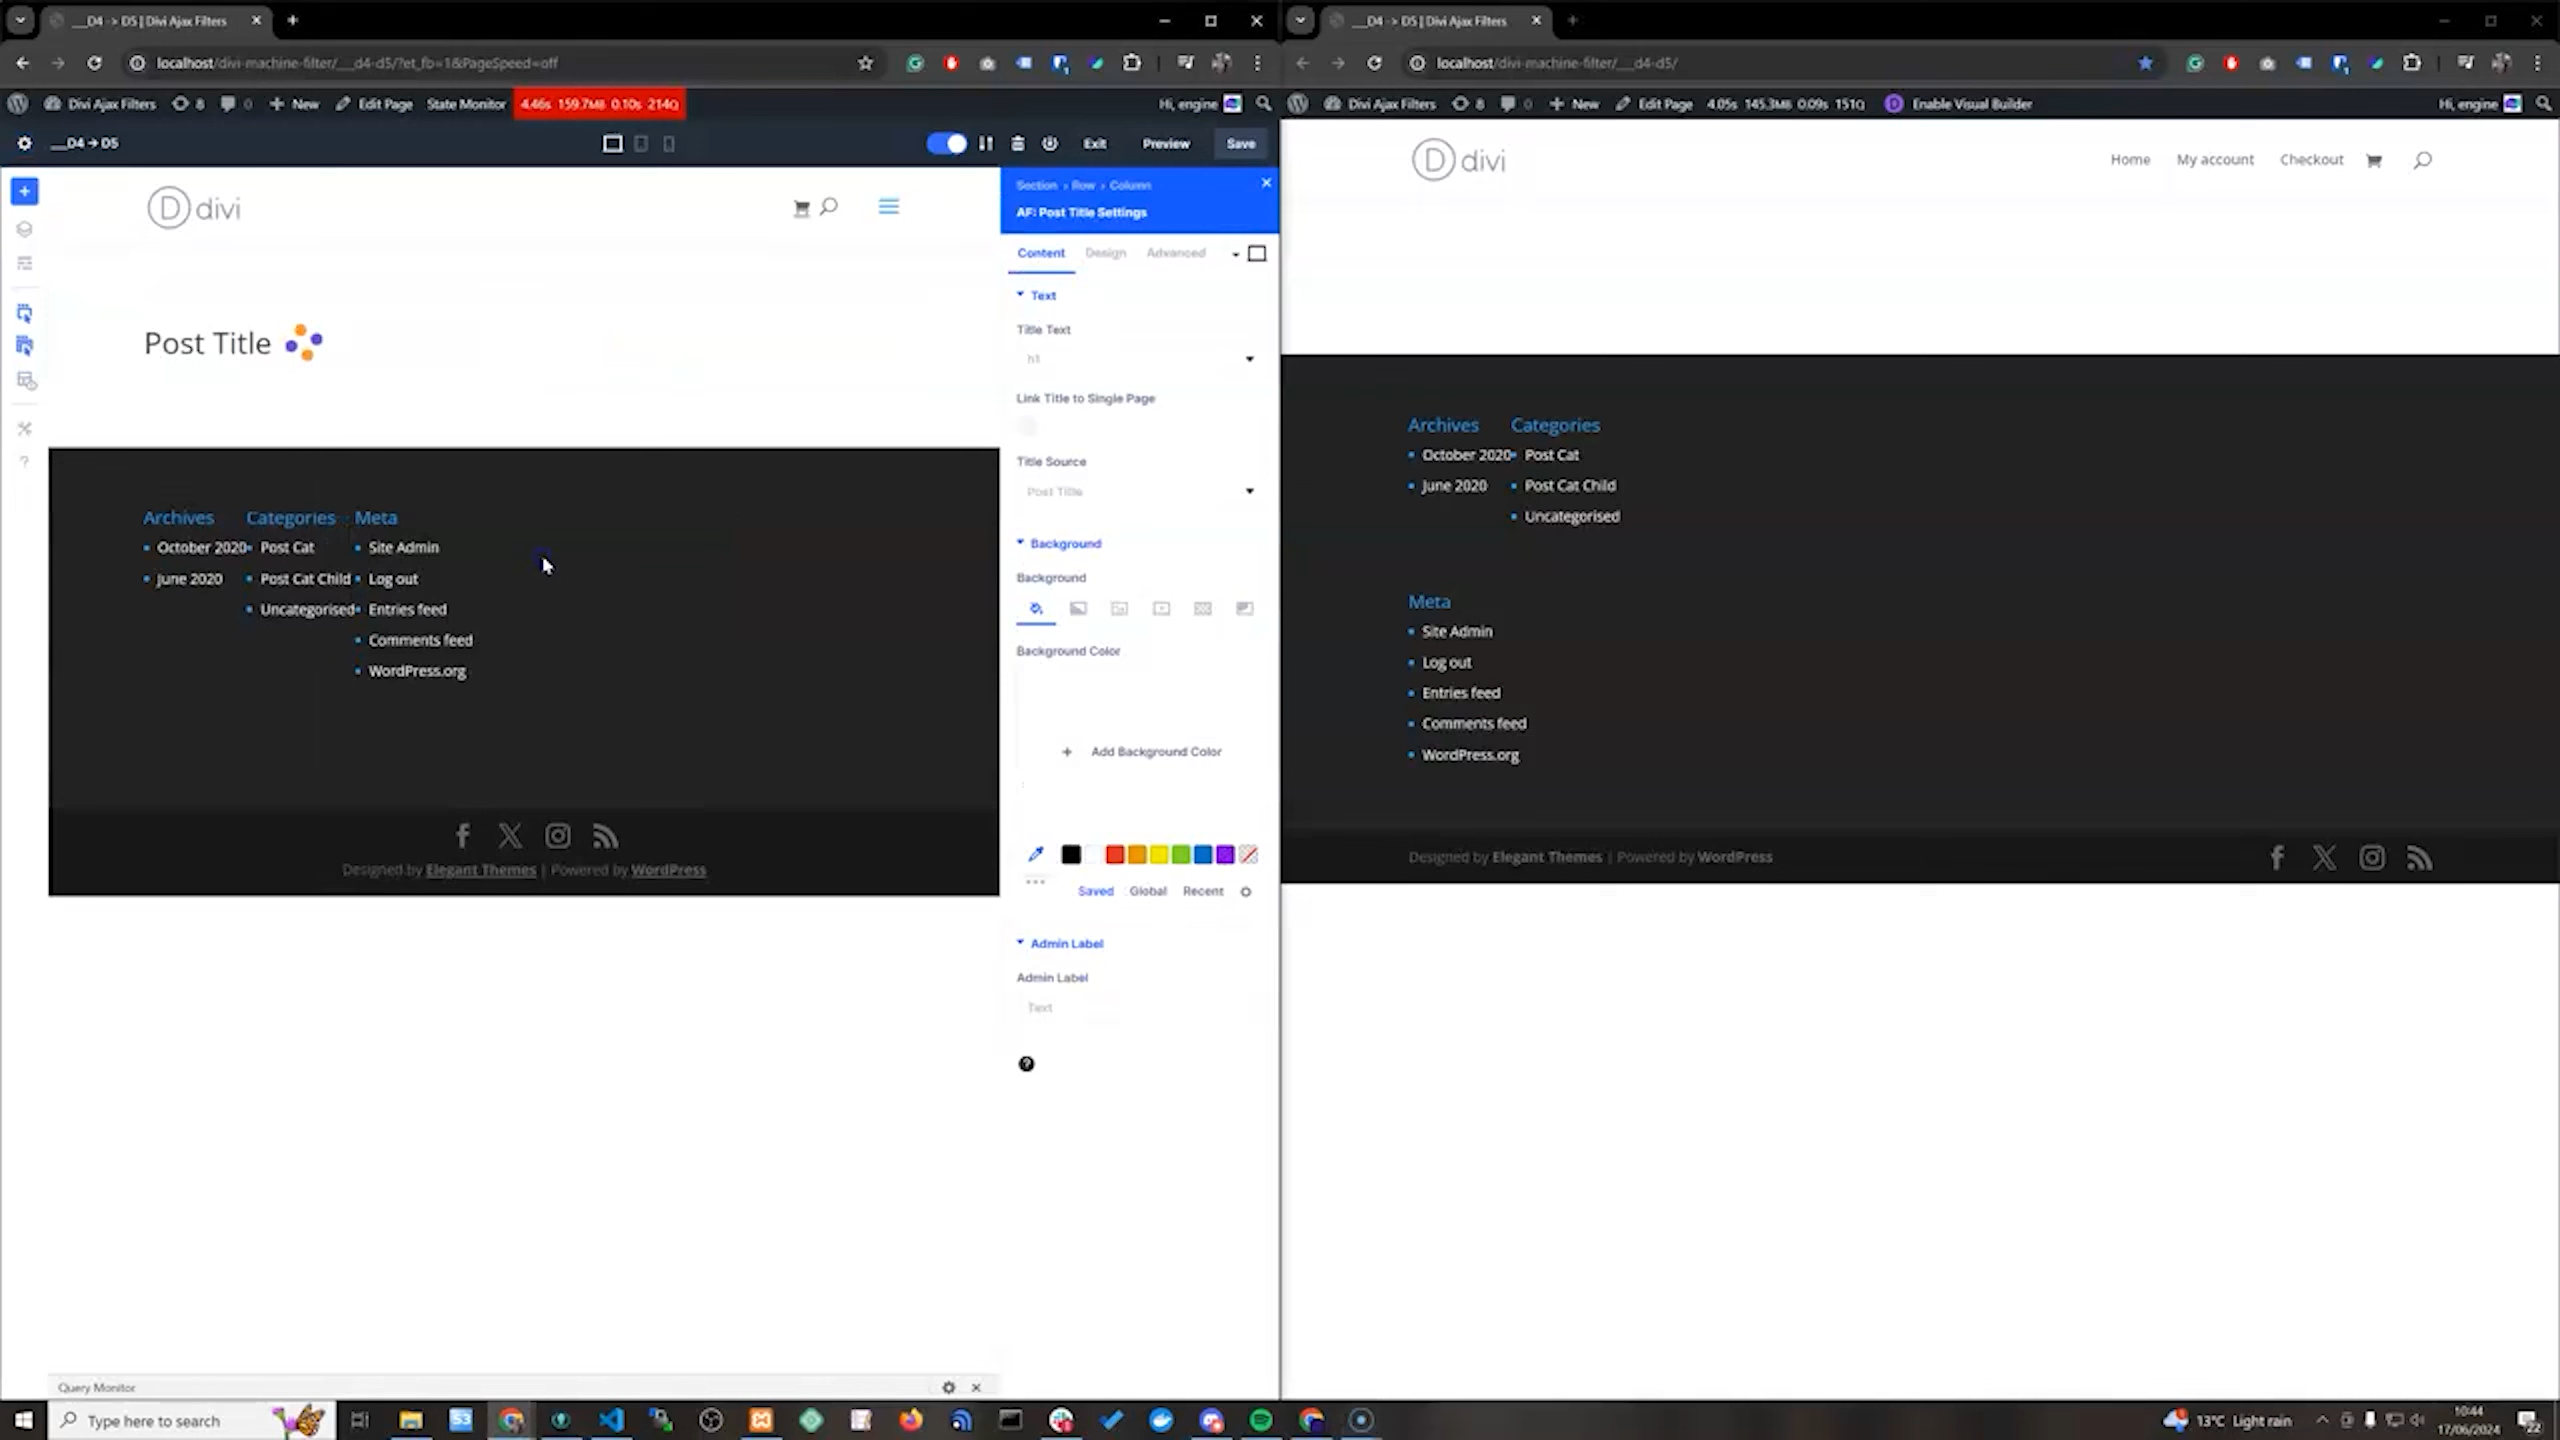 __D4 -> D5 | Divi Ajax Filters
localhost/divi-machine-filter/__d4-d5/?et_fb=1&PageSpeed=off
Divi Ajax Filters 8 0 New Edit Page State Monitor 4.46s 159.7MB 0.10s 214Q Hi, engine
__D4 → D5
Exit Preview Save
divi
Post Title
Archives Categories Meta
October 2020 Post Cat Site Admin
June 2020 Post Cat Child Log out
Uncategorised Entries feed
Comments feed
WordPress.org
Designed by Elegant Themes | Powered by WordPress
Query Monitor
Section › Row › Column
AF: Post Title Settings
Content Design Advanced
Text
Title Text
h1
Link Title to Single Page
Title Source
Post Title
Background
Background
Background Color
+ Add Background Color
Saved Global Recent
Admin Label
Admin Label
Text
?
__D4 -> D5 | Divi Ajax Filters
localhost/divi-machine-filter/__d4-d5/
Divi Ajax Filters 8 0 New Edit Page 4.05s 145.3MB 0.09s 151Q Enable Visual Builder Hi, engine
divi
Home My account Checkout
Archives Categories
October 2020 Post Cat
June 2020 Post Cat Child
Uncategorised
Meta
Site Admin
Log out
Entries feed
Comments feed
WordPress.org
Designed by Elegant Themes | Powered by WordPress
Type here to search
13°C Light rain
10:44
17/06/2024
22